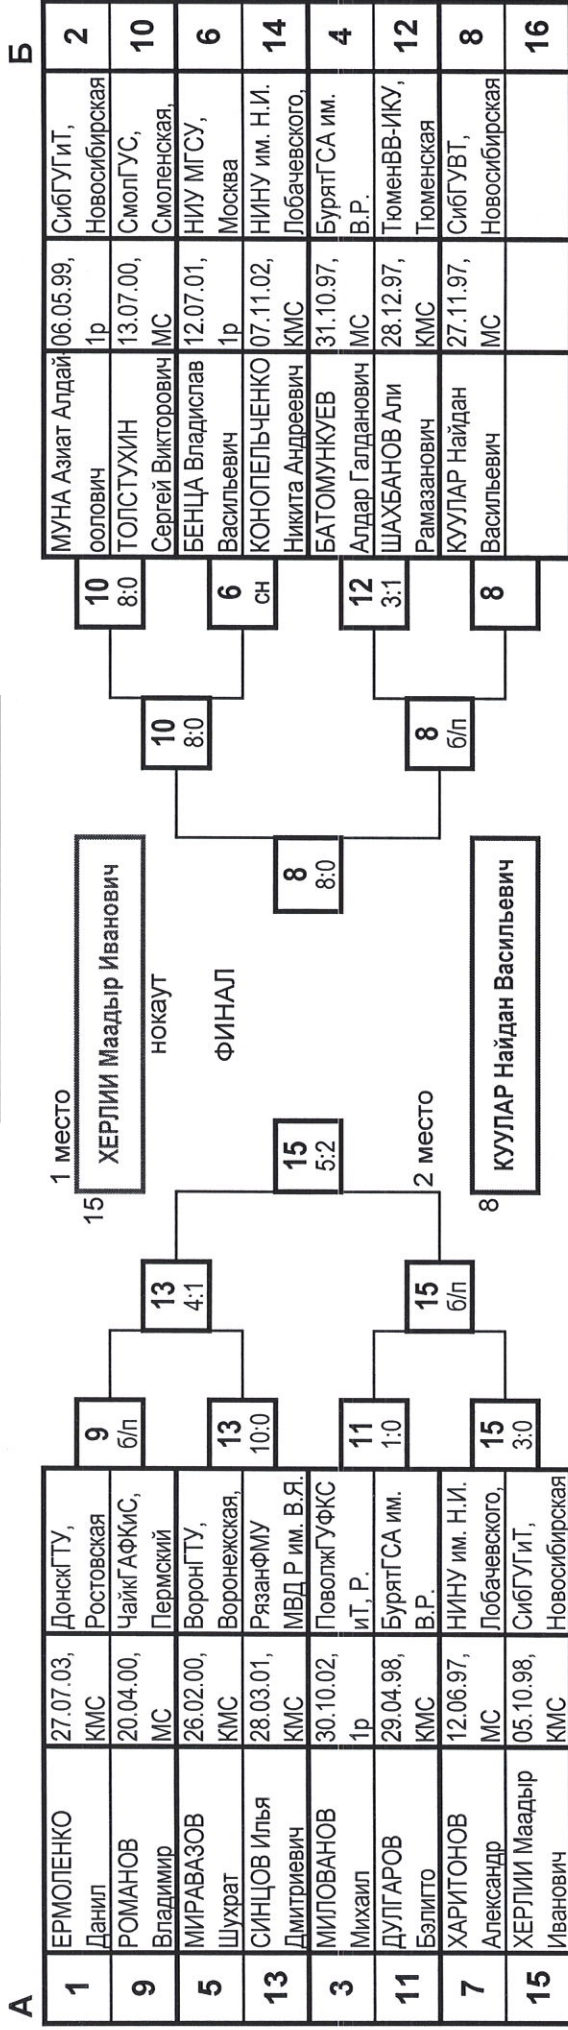 А
1
ЕРМОЛЕНКО
Данил
27.07.03,
КМС
ДонскГТУ,
Ростовская
9
РОМАНОВ
Владимир
20.04.00,
МС
ЧайкГАФКиС,
Пермский
5
МИРАВАЗОВ
Шухрат
26.02.00,
КМС
ВоронГТУ,
Воронежская,
13
СИНЦОВ Илья
Дмитриевич
28.03.01,
КМС
РязанФМУ
МВД Р им. В.Я.
3
МИЛОВАНОВ
Михаил
30.10.02,
1р
ПоволжГУФКС
иТ, Р.
11
ДУЛГАРОВ
Бэлигто
29.04.98,
КМС
БурятГСА им.
В.Р.
7
ХАРИТОНОВ
Александр
12.06.97,
МС
НИНУ им. Н.И.
Лобачевского,
15
ХЕРЛИИ Маадыр
Иванович
05.10.98,
КМС
СибГУГиТ,
Новосибирская
9
б/п
13
10:0
11
1:0
15
3:0
13
4:1
15
б/п
15
5:2
1 место
15
ХЕРЛИИ Маадыр Иванович
нокаут
ФИНАЛ
2 место
8
КУУЛАР Найдан Васильевич
8
8:0
10
8:0
8
б/п
10
8:0
6
сн
12
3:1
8
Б
МУНА Азиат Алдай-
оолович
06.05.99,
1р
СибГУГиТ,
Новосибирская
2
ТОЛСТУХИН
Сергей Викторович
13.07.00,
МС
СмолГУС,
Смоленская,
10
БЕНЦА Владислав
Васильевич
12.07.01,
1р
НИУ МГСУ,
Москва
6
КОНОПЕЛЬЧЕНКО
Никита Андреевич
07.11.02,
КМС
НИНУ им. Н.И.
Лобачевского,
14
БАТОМУНКУЕВ
Алдар Галданович
31.10.97,
МС
БурятГСА им.
В.Р.
4
ШАХБАНОВ Али
Рамазанович
28.12.97,
КМС
ТюменВВ-ИКУ,
Тюменская
12
КУУЛАР Найдан
Васильевич
27.11.97,
МС
СибГУВТ,
Новосибирская
8
16